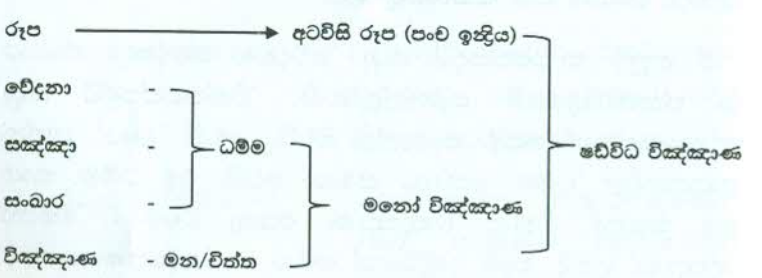 රූප අටවිසි රූප (පංච ඉන්ද්‍රිය)
වේදනා -
සඤ්ඤා - ධම්ම ෂඩ්විධ විඤ්ඤාණ
සංඛාර - මනෝ විඤ්ඤාණ
විඤ්ඤාණ - මන/චිත්ත